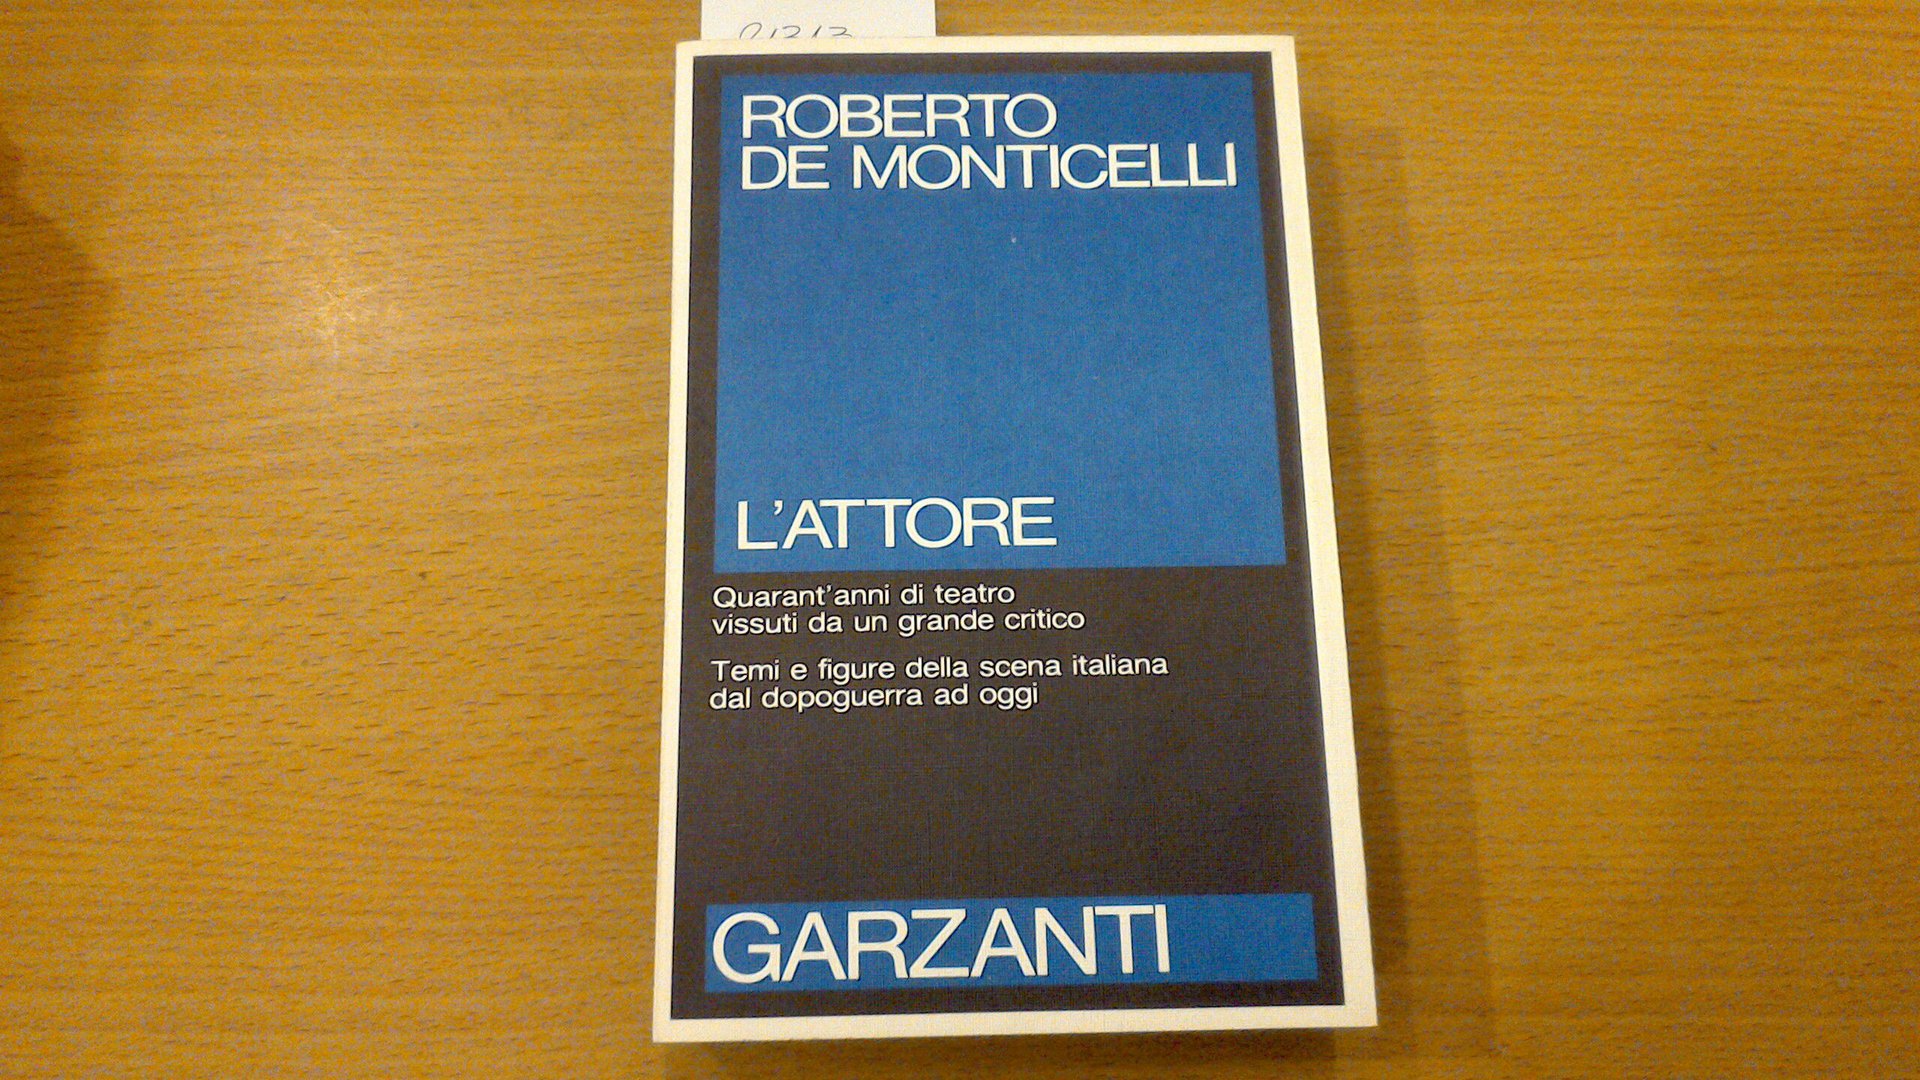 ROBERTO
DE MONTICELLI
L'ATTORE
Quarant'anni di teatro
vissuti da un grande critico
Temi e figure della scena italiana
dal dopoguerra ad oggi
GARZANTI